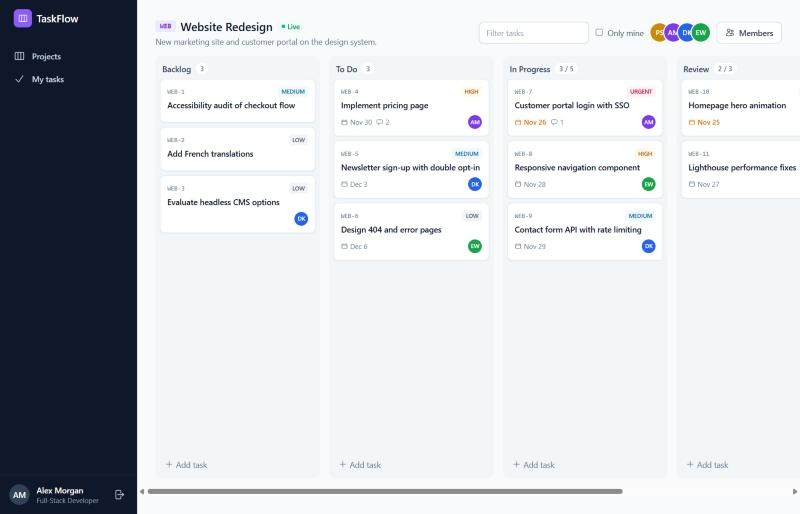 TaskFlow
Projects
My tasks
AM
Alex Morgan
Full-Stack Developer
WEB
Website Redesign
Live
New marketing site and customer portal on the design system.
Filter tasks
Only mine
PS
AM
DK
EW
Members
Backlog 3
WEB-1 MEDIUM
Accessibility audit of checkout flow
WEB-2 LOW
Add French translations
WEB-3 LOW
Evaluate headless CMS options
DK
Add task
To Do 3
WEB-4 HIGH
Implement pricing page
Nov 30 2 AM
WEB-5 MEDIUM
Newsletter sign-up with double opt-in
Dec 3 DK
WEB-6 LOW
Design 404 and error pages
Dec 6 EW
Add task
In Progress 3 / 5
WEB-7 URGENT
Customer portal login with SSO
Nov 26 1 AM
WEB-8 HIGH
Responsive navigation component
Nov 28 EW
WEB-9 MEDIUM
Contact form API with rate limiting
Nov 29 DK
Add task
Review 2 / 3
WEB-10
Homepage hero animation
Nov 25
WEB-11
Lighthouse performance fixes
Nov 27
Add task